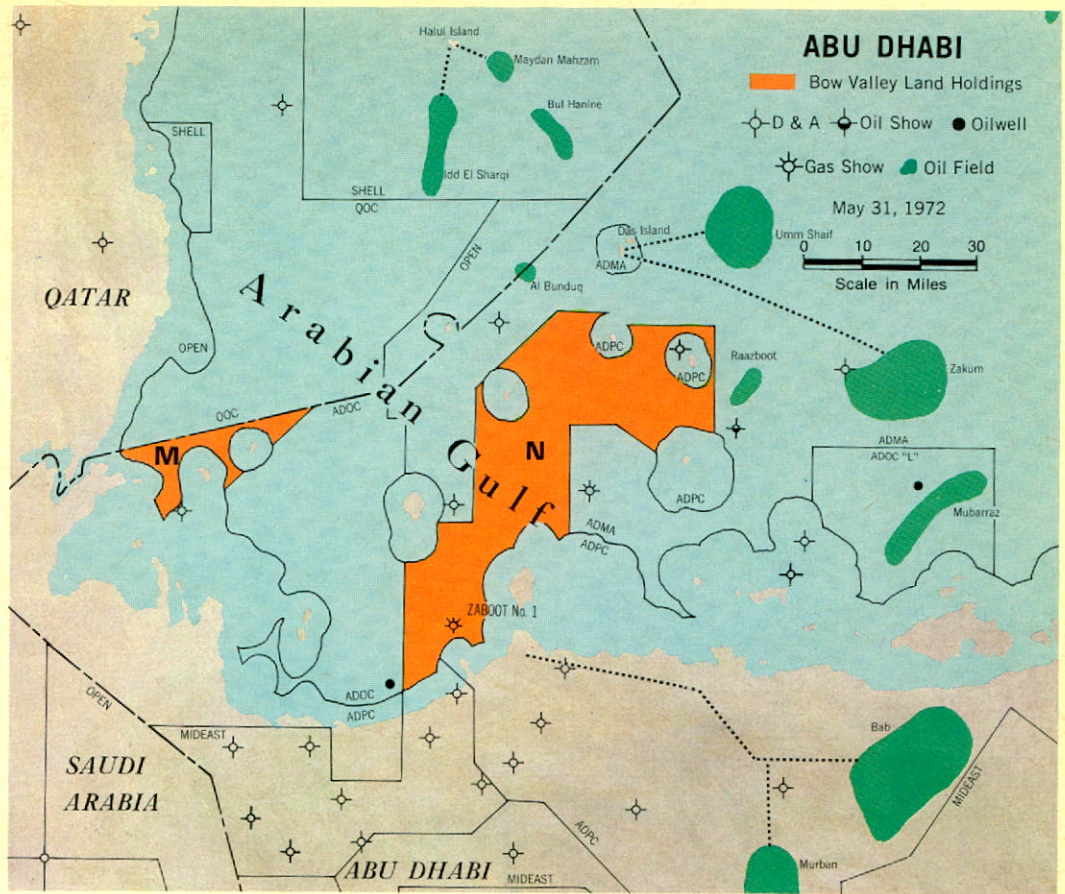 ABU DHABI
Bow Valley Land Holdings
D & A
Oil Show
Oilwell
Gas Show
Oil Field
May 31, 1972
0 10 20 30
Scale in Miles
Halul Island
Maydan Mahzam
Bul Hanine
Idd El Sharqi
SHELL
SHELL
QOC
OPEN
Das Island
ADMA
Umm Shaif
Al Bunduq
QATAR
Arabian
Gulf
OPEN
QOC
ADOC
M
N
ADPC
ADPC
Raazboot
Zakum
ADPC
ADMA
ADOC "L"
Mubarraz
ADMA
ADPC
ZABOOT No. 1
ADOC
ADPC
OPEN
MIDEAST
SAUDI
ARABIA
Bab
MIDEAST
ADPC
ABU DHABI
MIDEAST
Murban